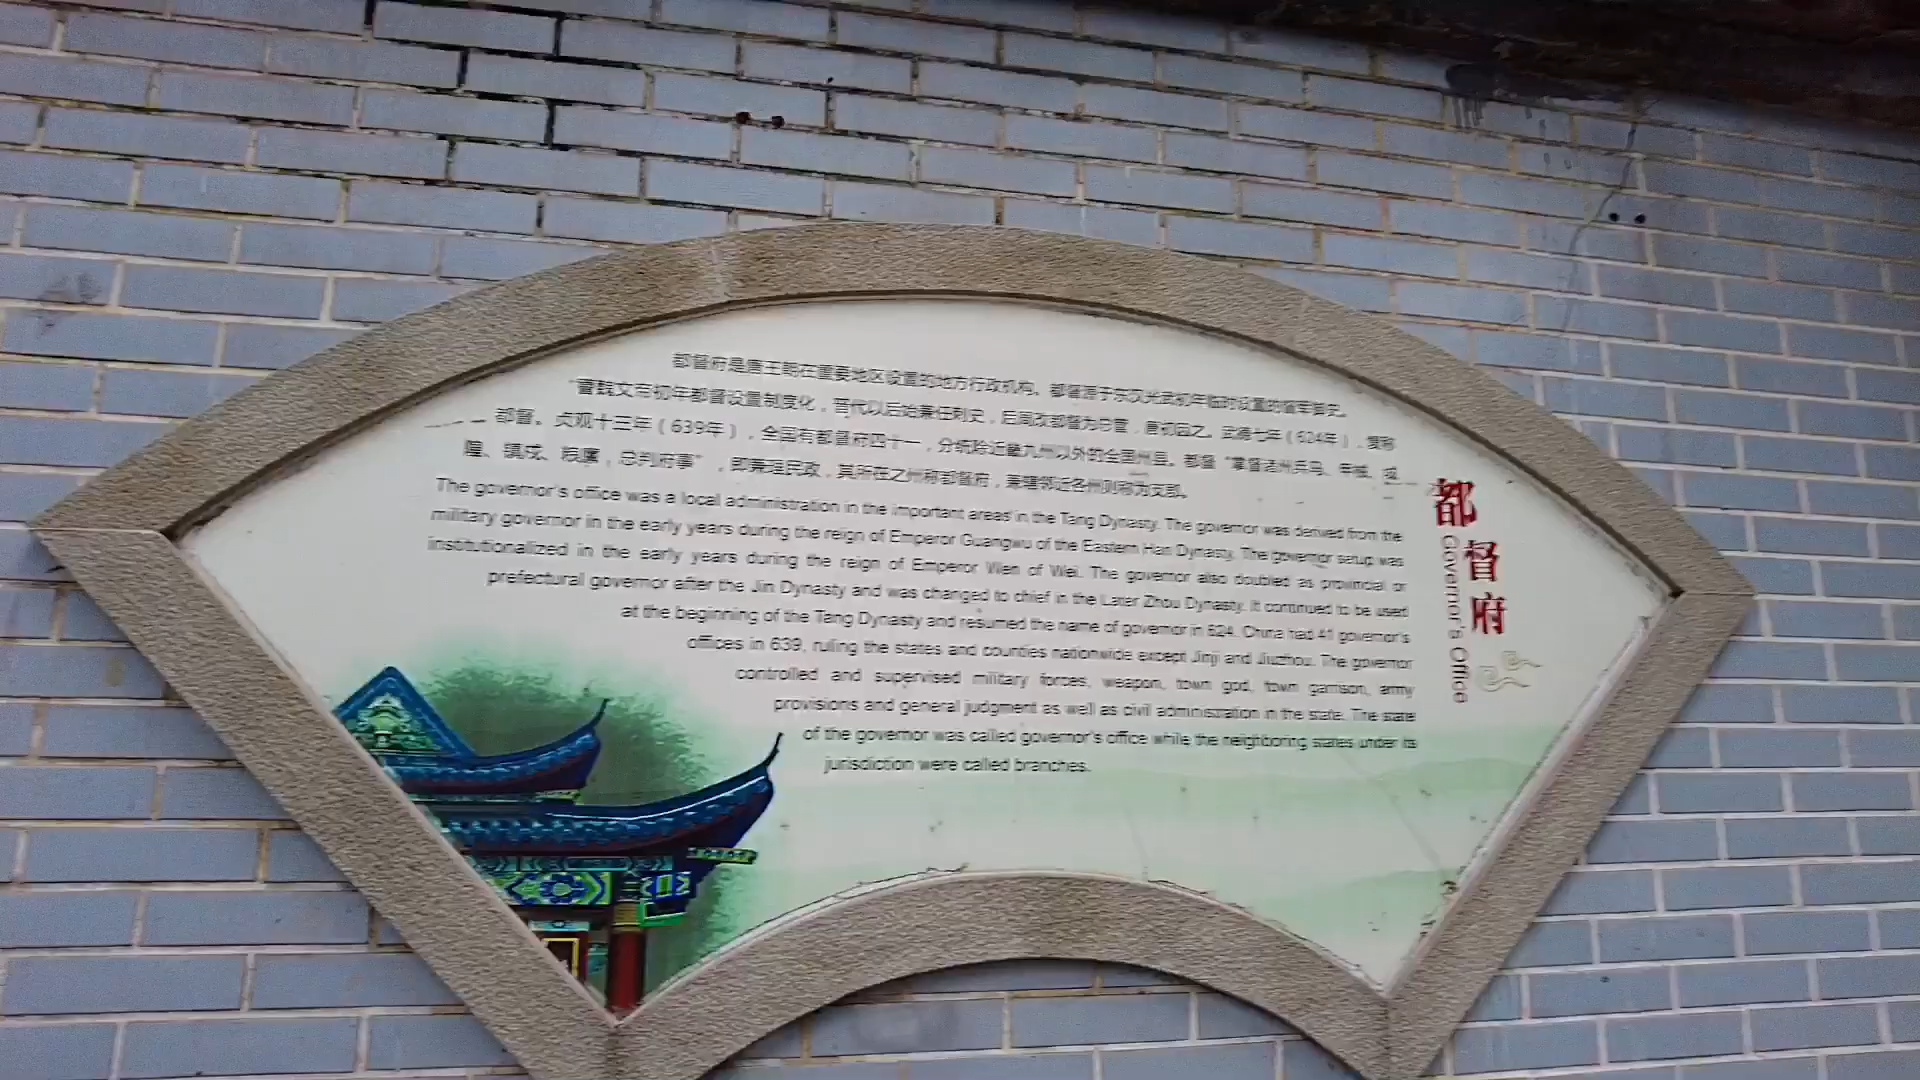 都督府是唐王朝在重要地区设置的地方行政机构。都督源于东汉光武初年临时设置的督军御史。
曹魏文帝初年都督设置制度化，晋代以后始兼任刺史，后周改都督为总管，唐初因之。武德七年（624年），复称
都督。贞观十三年（639年），全国有都督府四十一，分统除近畿九州以外的全国州县。都督“掌督诸州兵马、甲械、城
隍、镇戍、粮廪，总判府事”，即兼理民政，其所在之州称都督府，兼辖邻近各州则称为支郡。
The governor's office was a local administration in the important areas in the Tang Dynasty. The governor was derived from the
military governor in the early years during the reign of Emperor Guangwu of the Eastern Han Dynasty. The governor setup was
institutionalized in the early years during the reign of Emperor Wen of Wei. The governor also doubled as provincial or
prefectural governor after the Jin Dynasty and was changed to chief in the Later Zhou Dynasty. It continued to be used
at the beginning of the Tang Dynasty and resumed the name of governor in 624. China had 41 governor's
offices in 639, ruling the states and counties nationwide except Jinji and Jiuzhou. The governor
controlled and supervised military forces, weapon, town god, town garrison, army
provisions and general judgment as well as civil administration in the state. The state
of the governor was called governor's office while the neighboring states under its
jurisdiction were called branches.
都督府
Governor's Office